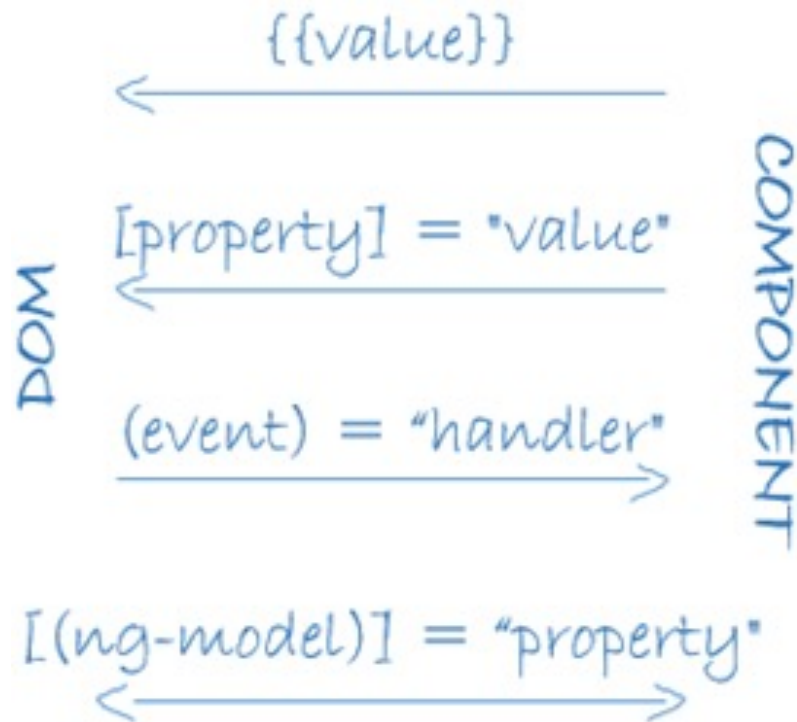 {{value}}
[property] = "value"
DOM
COMPONENT
(event) = "handler"
[(ng-model)] = "property"